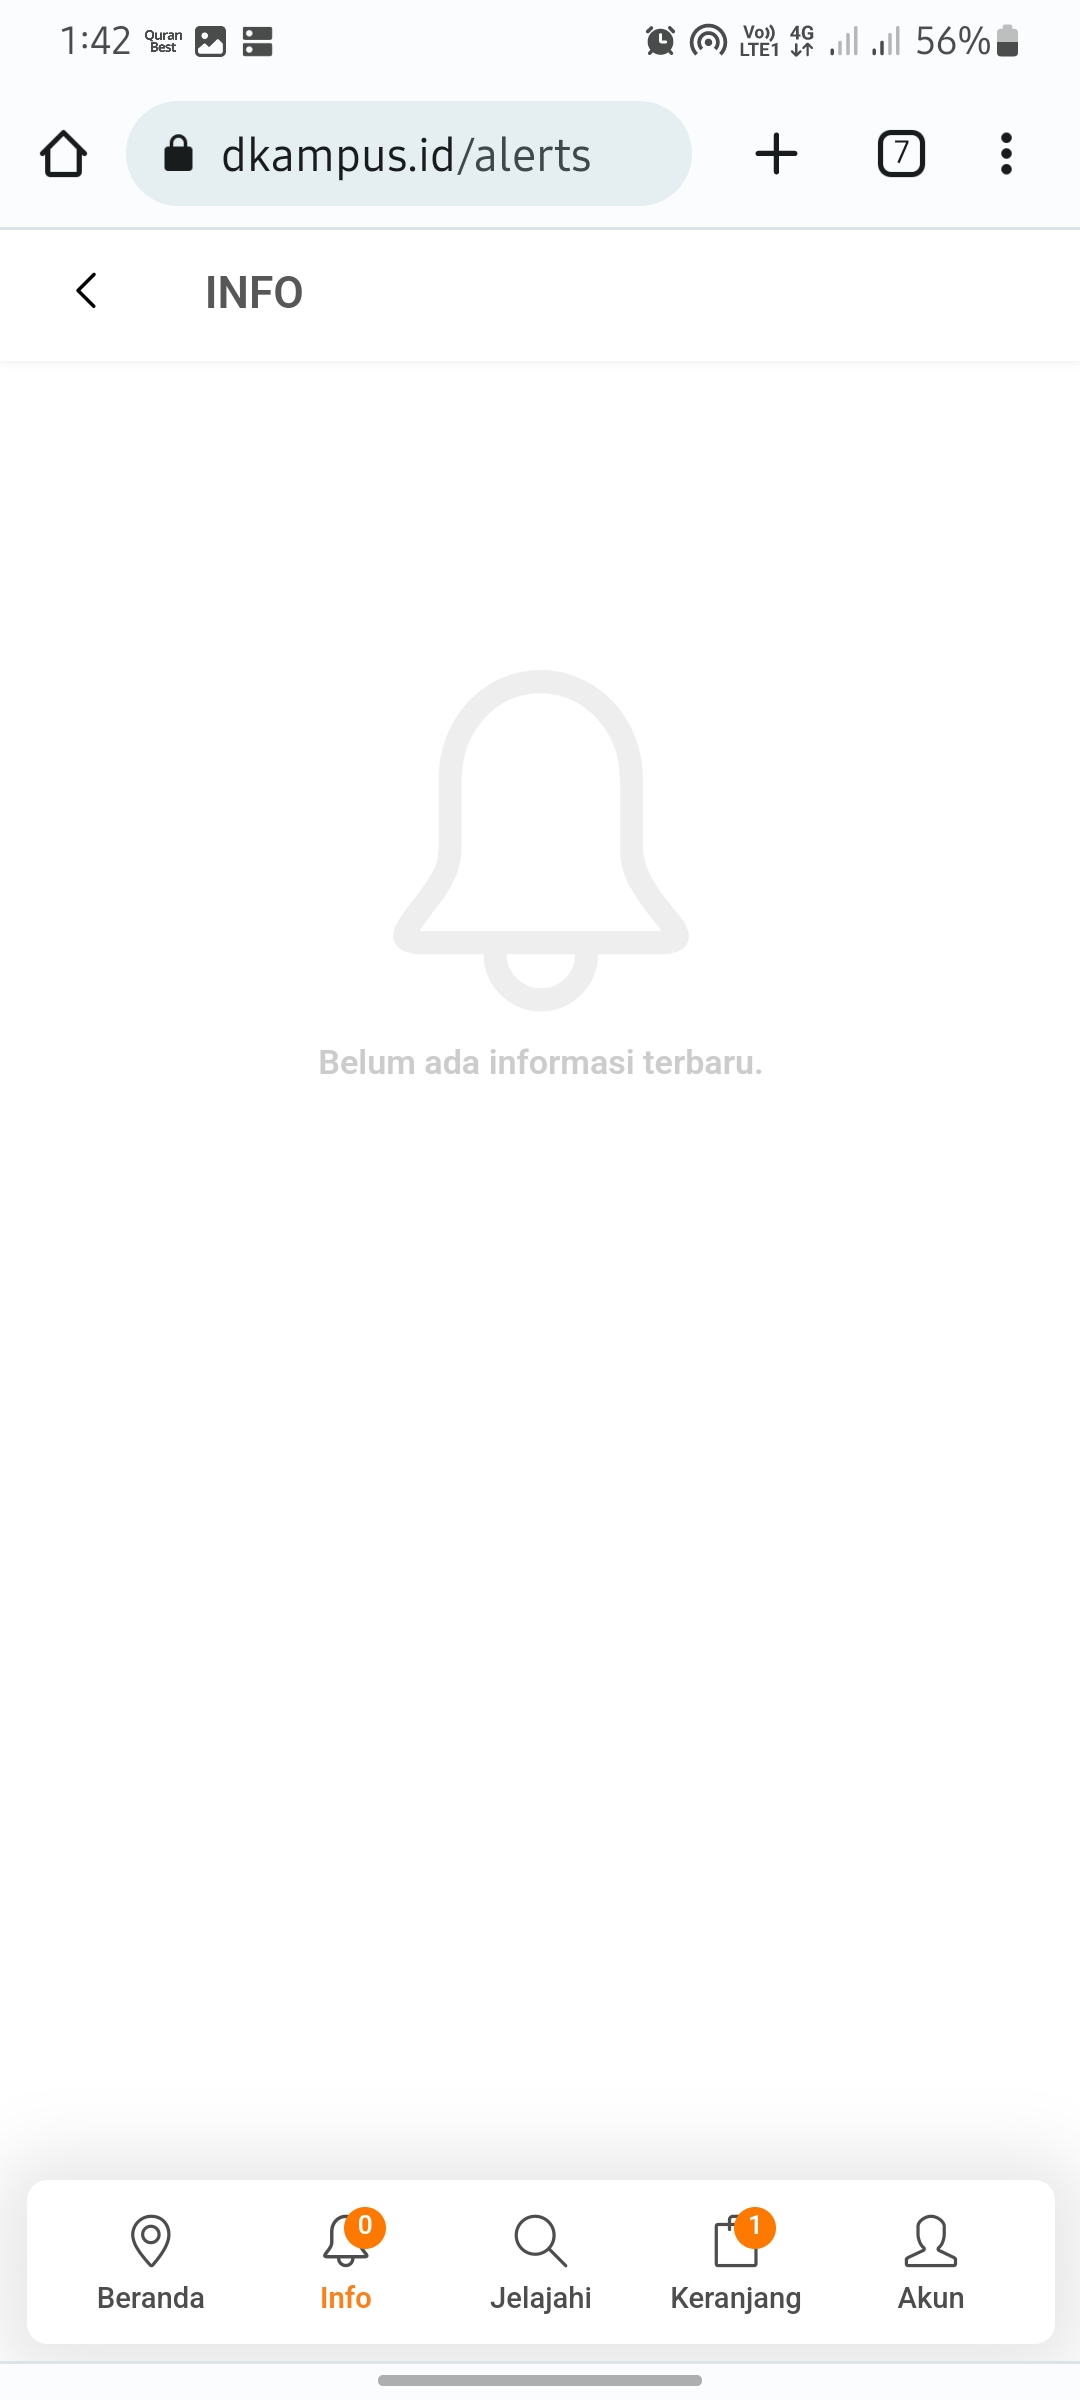 1:42 Quran Best Vo)) LTE1 4G 56%
dkampus.id/alerts 7
INFO
Belum ada informasi terbaru.
0 1
Beranda Info Jelajahi Keranjang Akun